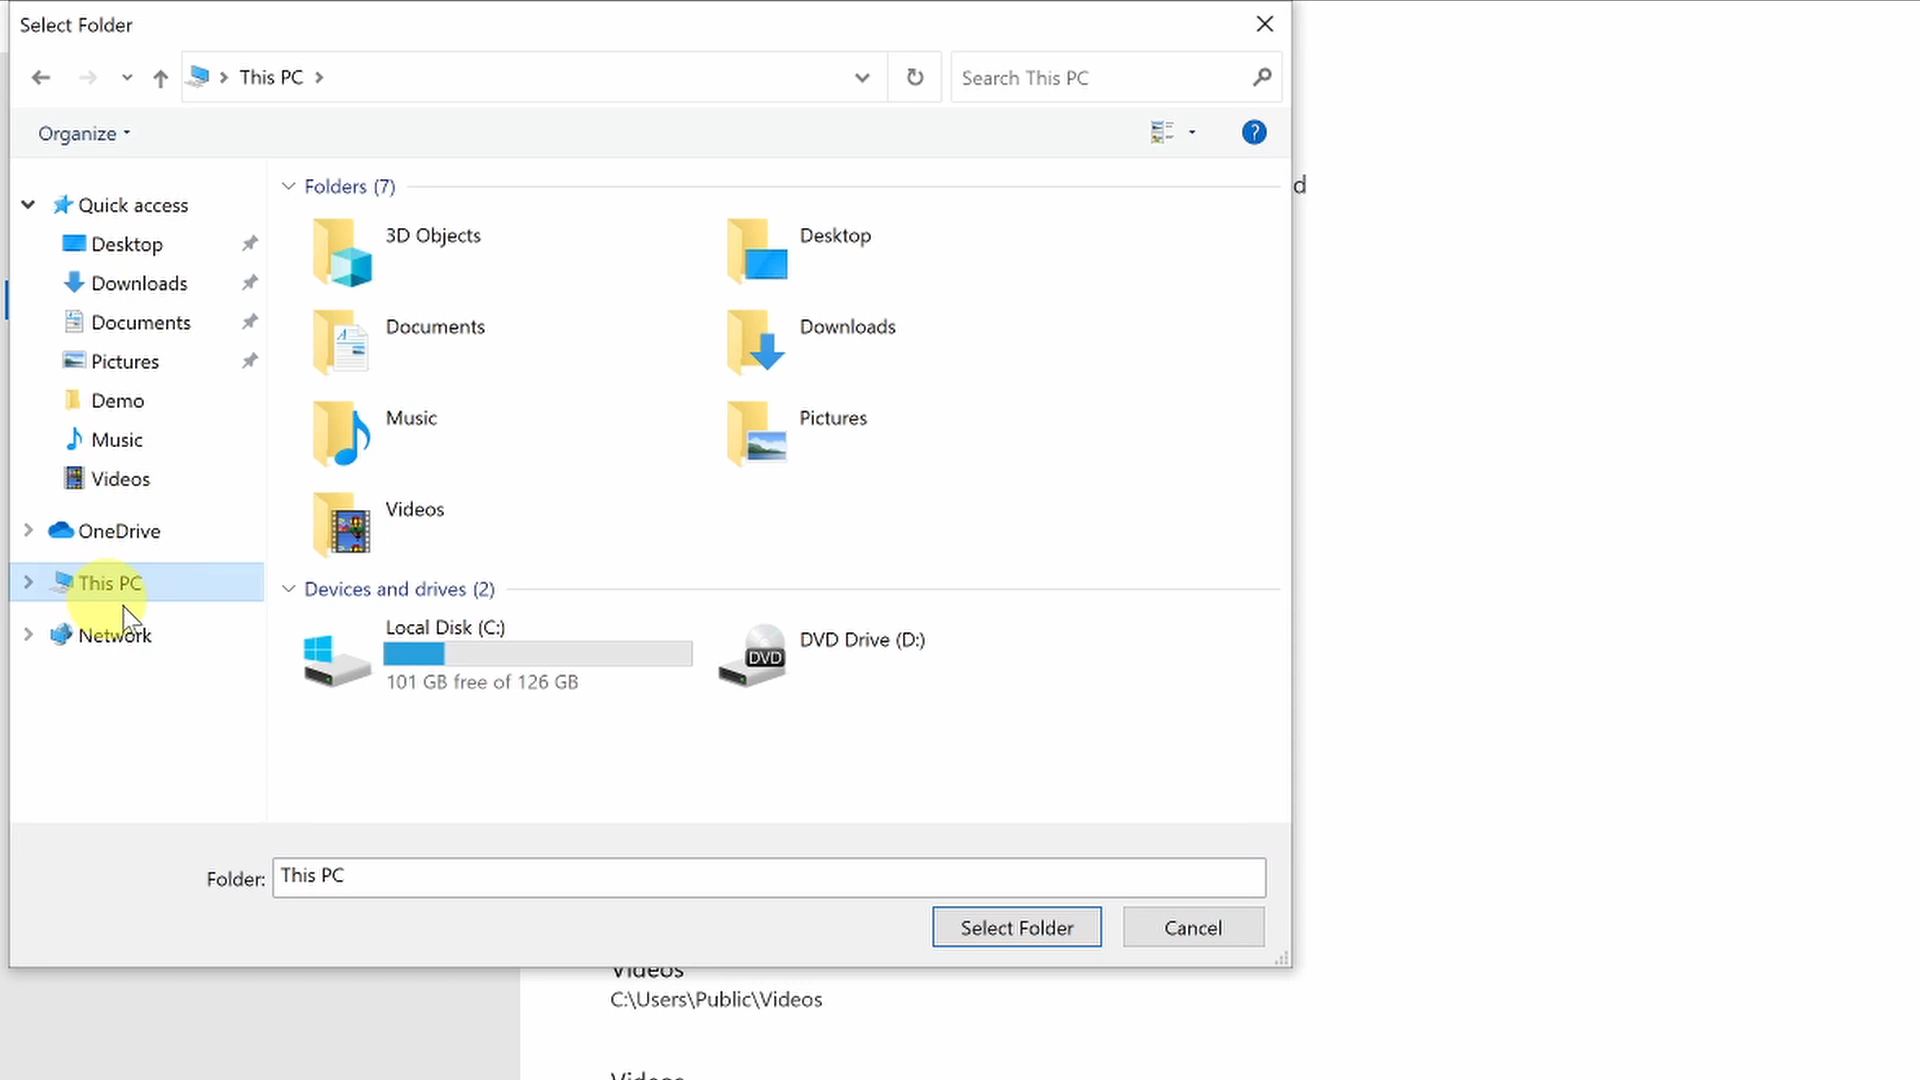 Select Folder
This PC
Search This PC
Organize
?
Quick access
Desktop
Downloads
Documents
Pictures
Demo
Music
Videos
OneDrive
This PC
Network
Folders (7)
3D Objects
Desktop
Documents
Downloads
Music
Pictures
Videos
Devices and drives (2)
Local Disk (C:)
101 GB free of 126 GB
DVD
DVD Drive (D:)
d
Folder: This PC
Select Folder
Cancel
Videos
C:\Users\Public\Videos
Videos